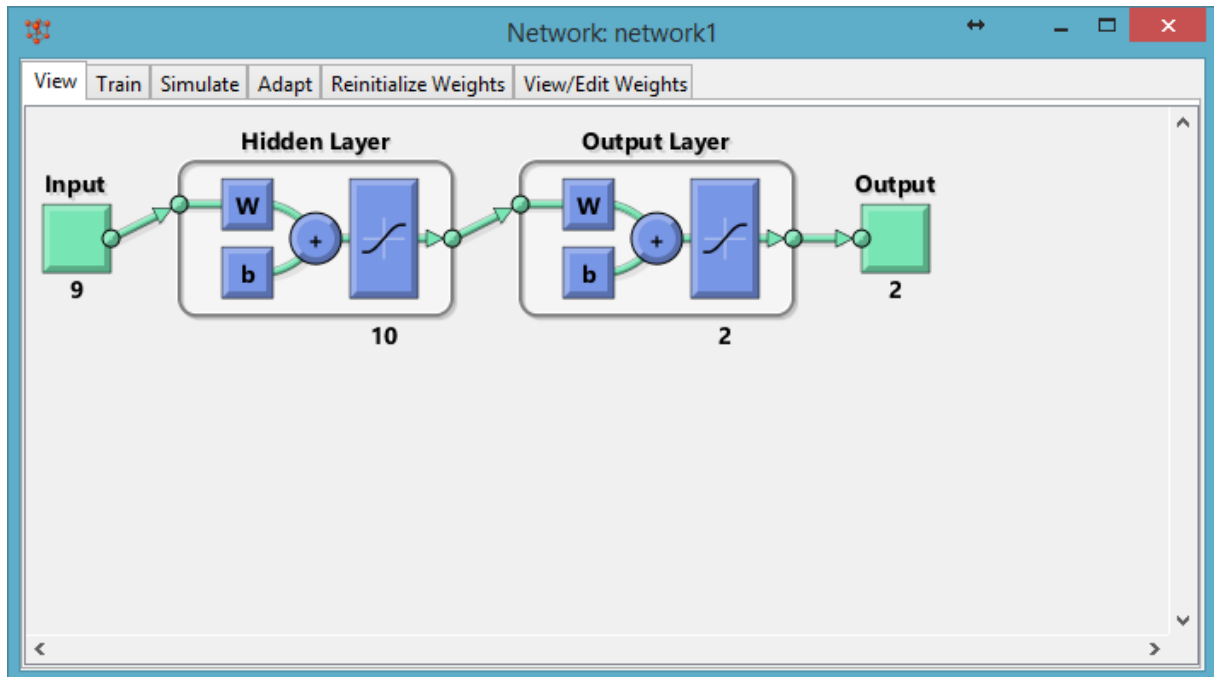 Network: network1
View Train Simulate Adapt Reinitialize Weights View/Edit Weights
Hidden Layer Output Layer
Input Output
W W
+ +
b b
9 2
10 2